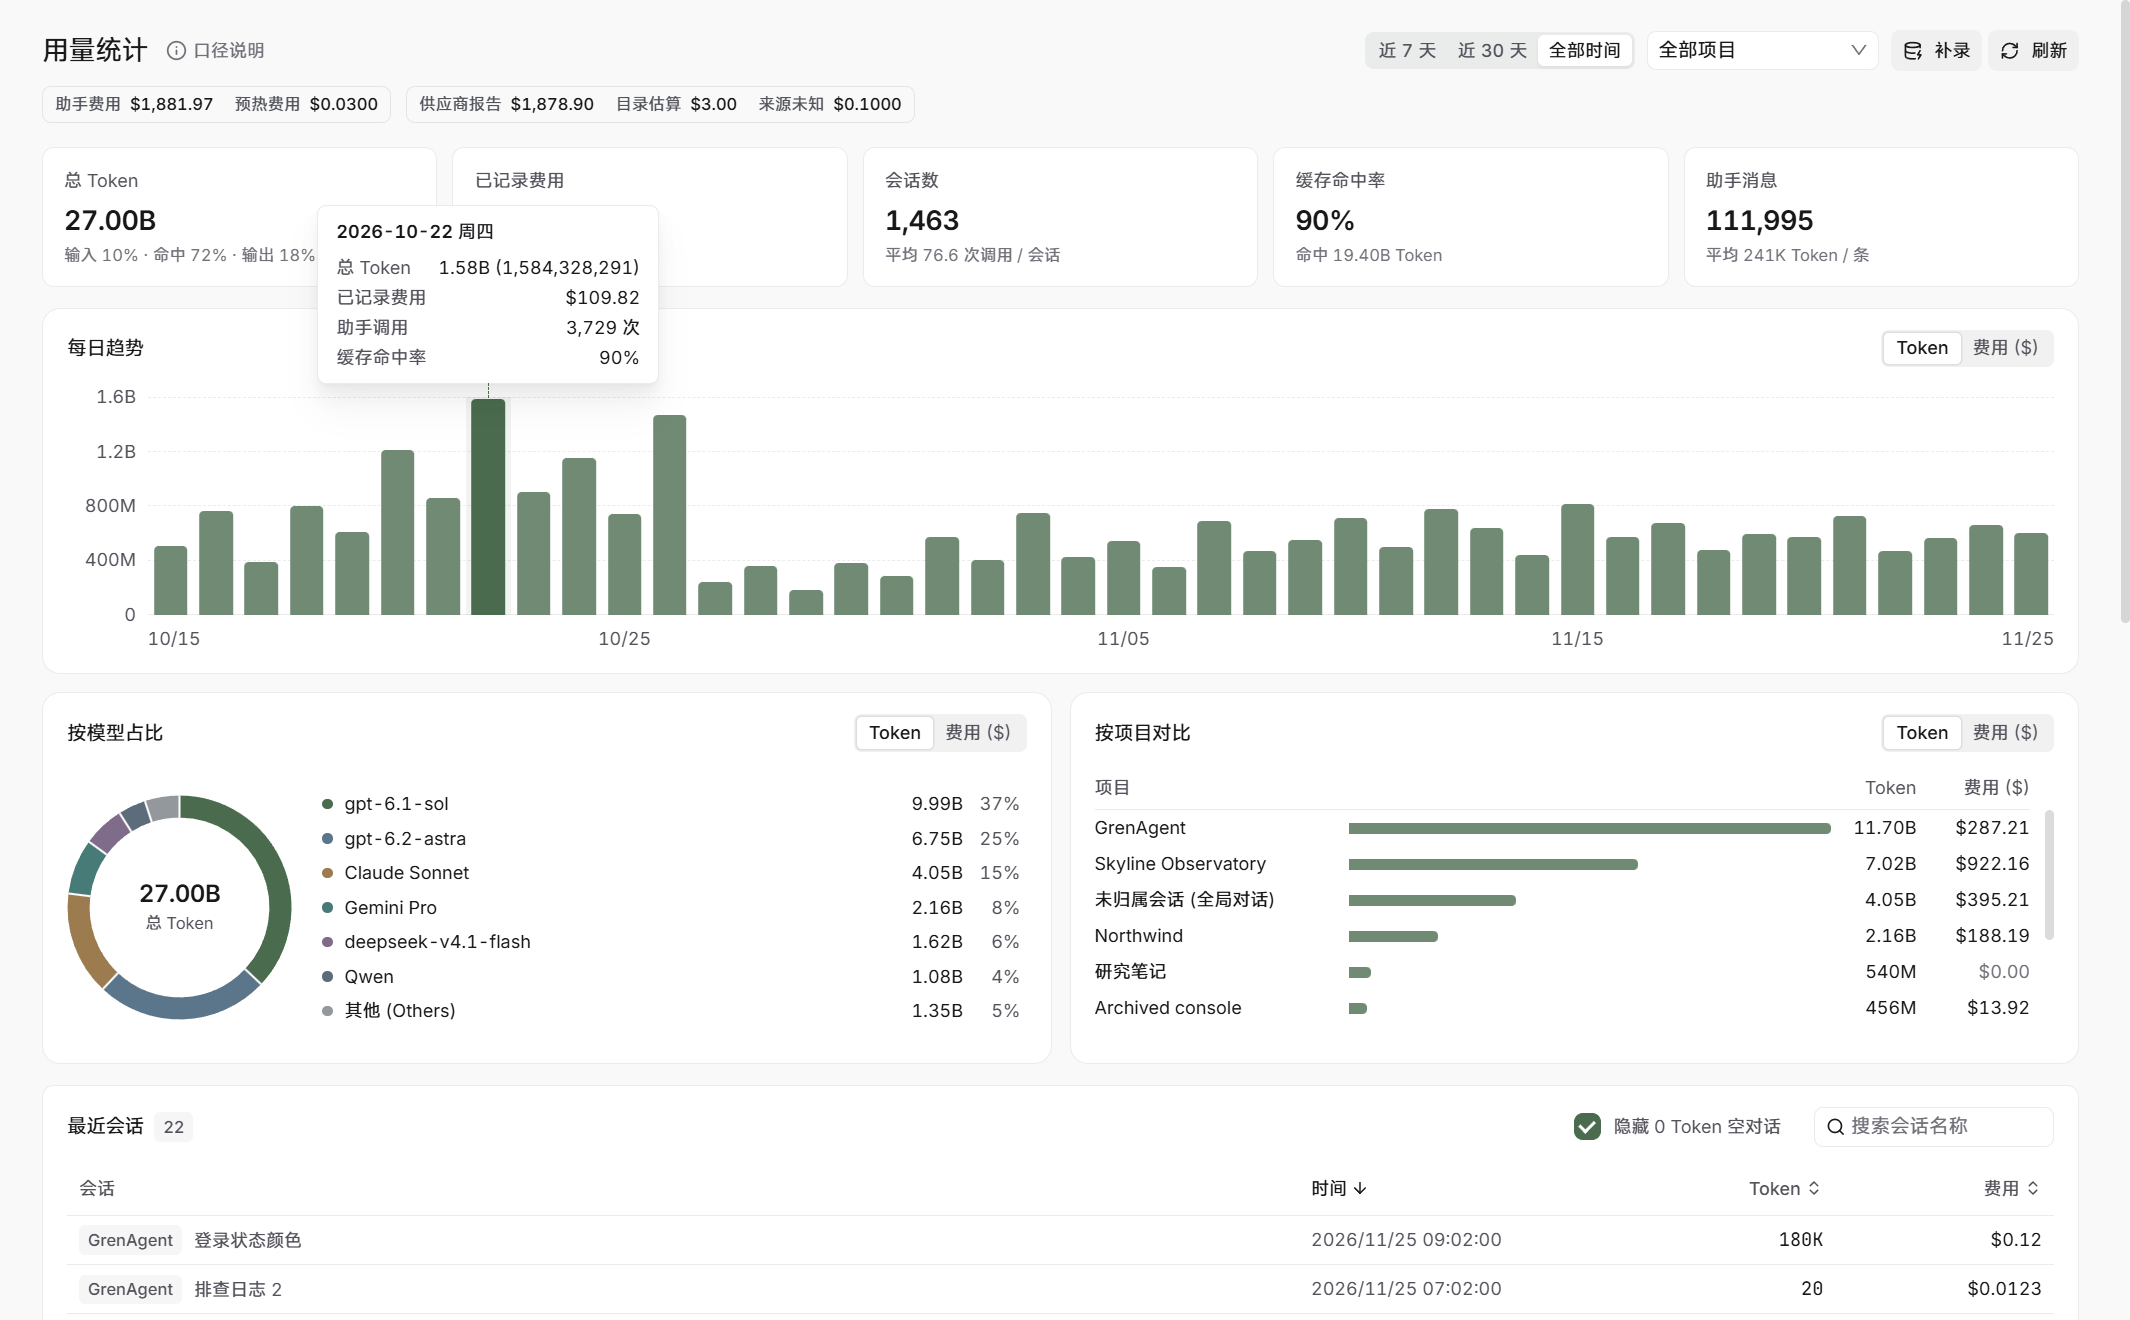 用量统计 口径说明
近 7 天 近 30 天 全部时间 全部项目 补录 刷新
助手费用 $1,881.97 预热费用 $0.0300 供应商报告 $1,878.90 目录估算 $3.00 来源未知 $0.1000
总 Token
27.00B
输入 10% · 命中 72% · 输出 18%
已记录费用
会话数
1,463
平均 76.6 次调用 / 会话
缓存命中率
90%
命中 19.40B Token
助手消息
111,995
平均 241K Token / 条
2026-10-22 周四
总 Token 1.58B (1,584,328,291)
已记录费用 $109.82
助手调用 3,729 次
缓存命中率 90%
每日趋势 Token 费用 ($)
1.6B
1.2B
800M
400M
0
10/15 10/25 11/05 11/15 11/25
按模型占比 Token 费用 ($)
27.00B
总 Token
gpt-6.1-sol 9.99B 37%
gpt-6.2-astra 6.75B 25%
Claude Sonnet 4.05B 15%
Gemini Pro 2.16B 8%
deepseek-v4.1-flash 1.62B 6%
Qwen 1.08B 4%
其他 (Others) 1.35B 5%
按项目对比 Token 费用 ($)
项目 Token 费用 ($)
GrenAgent 11.70B $287.21
Skyline Observatory 7.02B $922.16
未归属会话 (全局对话) 4.05B $395.21
Northwind 2.16B $188.19
研究笔记 540M $0.00
Archived console 456M $13.92
最近会话 22 隐藏 0 Token 空对话 搜索会话名称
会话 时间 Token 费用
GrenAgent 登录状态颜色 2026/11/25 09:02:00 180K $0.12
GrenAgent 排查日志 2 2026/11/25 07:02:00 20 $0.0123